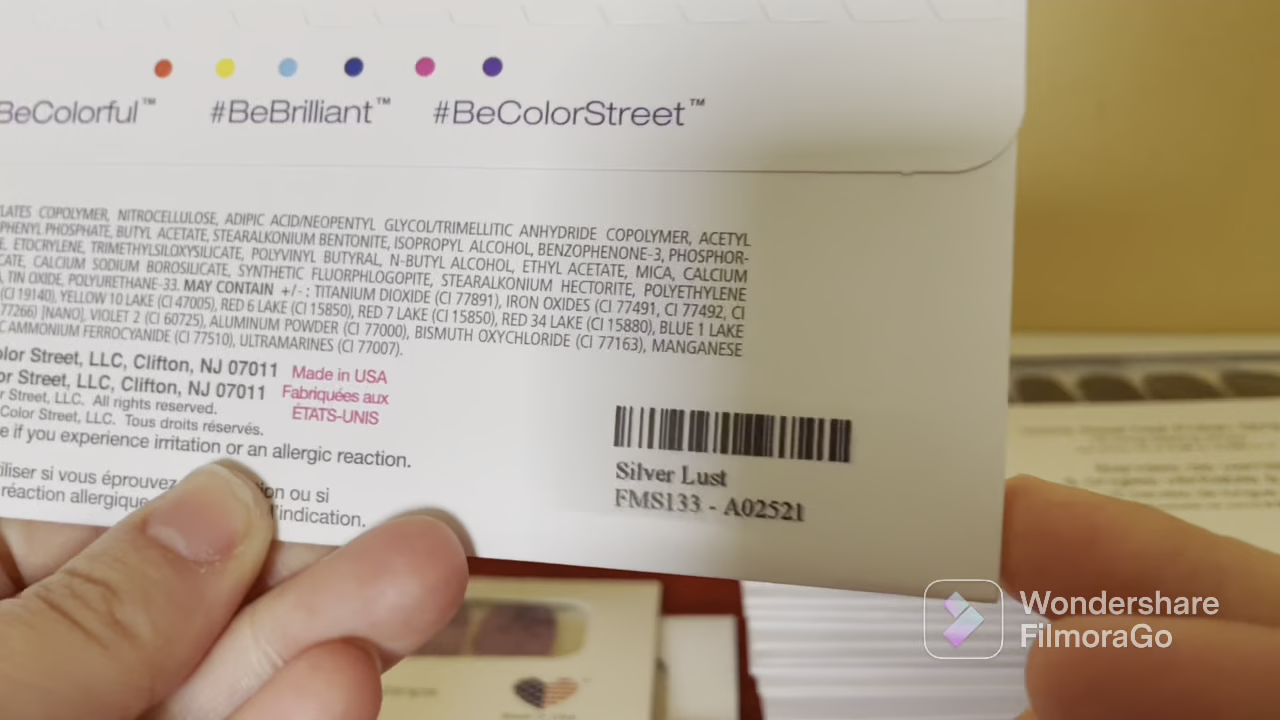 BeColorful™ #BeBrilliant™ #BeColorStreet™
LATES COPOLYMER, NITROCELLULOSE, ADIPIC ACID/NEOPENTYL GLYCOL/TRIMELLITIC ANHYDRIDE COPOLYMER, ACETYL
PHENYL PHOSPHATE, BUTYL ACETATE, STEARALKONIUM BENTONITE, ISOPROPYL ALCOHOL, BENZOPHENONE-3, PHOSPHOR-
E, ETOCRYLENE, TRIMETHYLSILOXYSILICATE, POLYVINYL BUTYRAL, N-BUTYL ALCOHOL, ETHYL ACETATE, MICA, CALCIUM
CATE, CALCIUM SODIUM BOROSILICATE, SYNTHETIC FLUORPHLOGOPITE, STEARALKONIUM HECTORITE, POLYETHYLENE
, TIN OXIDE, POLYURETHANE-33. MAY CONTAIN +/- : TITANIUM DIOXIDE (CI 77891), IRON OXIDES (CI 77491, CI 77492, CI
(CI 19140), YELLOW 10 LAKE (CI 47005), RED 6 LAKE (CI 15850), RED 7 LAKE (CI 15850), RED 34 LAKE (CI 15880), BLUE 1 LAKE
77266) [NANO], VIOLET 2 (CI 60725), ALUMINUM POWDER (CI 77000), BISMUTH OXYCHLORIDE (CI 77163), MANGANESE
C AMMONIUM FERROCYANIDE (CI 77510), ULTRAMARINES (CI 77007).
olor Street, LLC, Clifton, NJ 07011
or Street, LLC, Clifton, NJ 07011
r Street, LLC. All rights reserved.
Color Street, LLC. Tous droits réservés.
Made in USA
Fabriquées aux
ÉTATS-UNIS
e if you experience irritation or an allergic reaction.
iliser si vous éprouvez ion ou si
réaction allergique l'indication.
Silver Lust
FMS133 - A02521
Wondershare
FilmoraGo